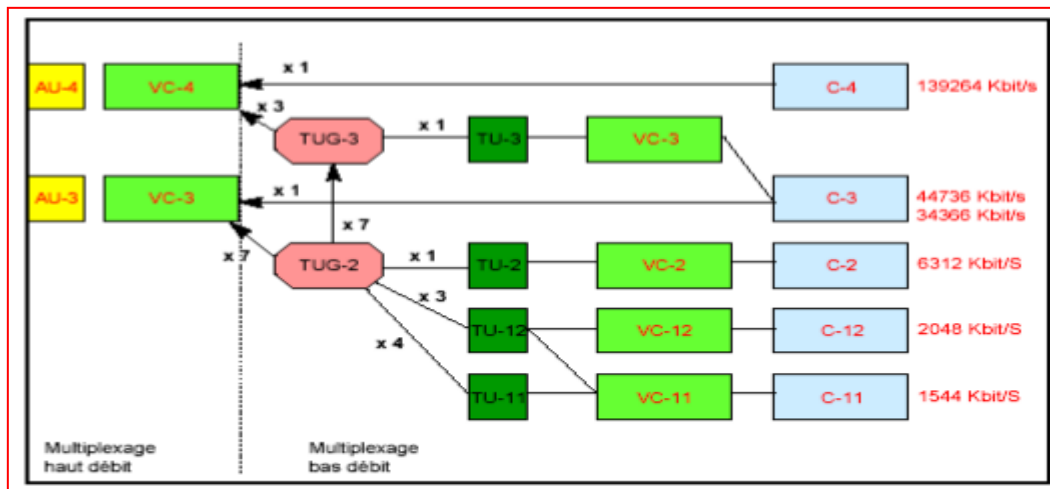 x 1
AU-4 VC-4 C-4 139264 Kbit/s
x 3
TUG-3 x 1 TU-3 VC-3
AU-3 VC-3 x 1 C-3 44736 Kbit/s
34366 Kbit/s
x 7
x 7 TUG-2 x 1 TU-2 VC-2 C-2 6312 Kbit/S
x 3
TU-12 VC-12 C-12 2048 Kbit/S
x 4
TU-11 VC-11 C-11 1544 Kbit/S
Multiplexage Multiplexage
haut débit bas débit